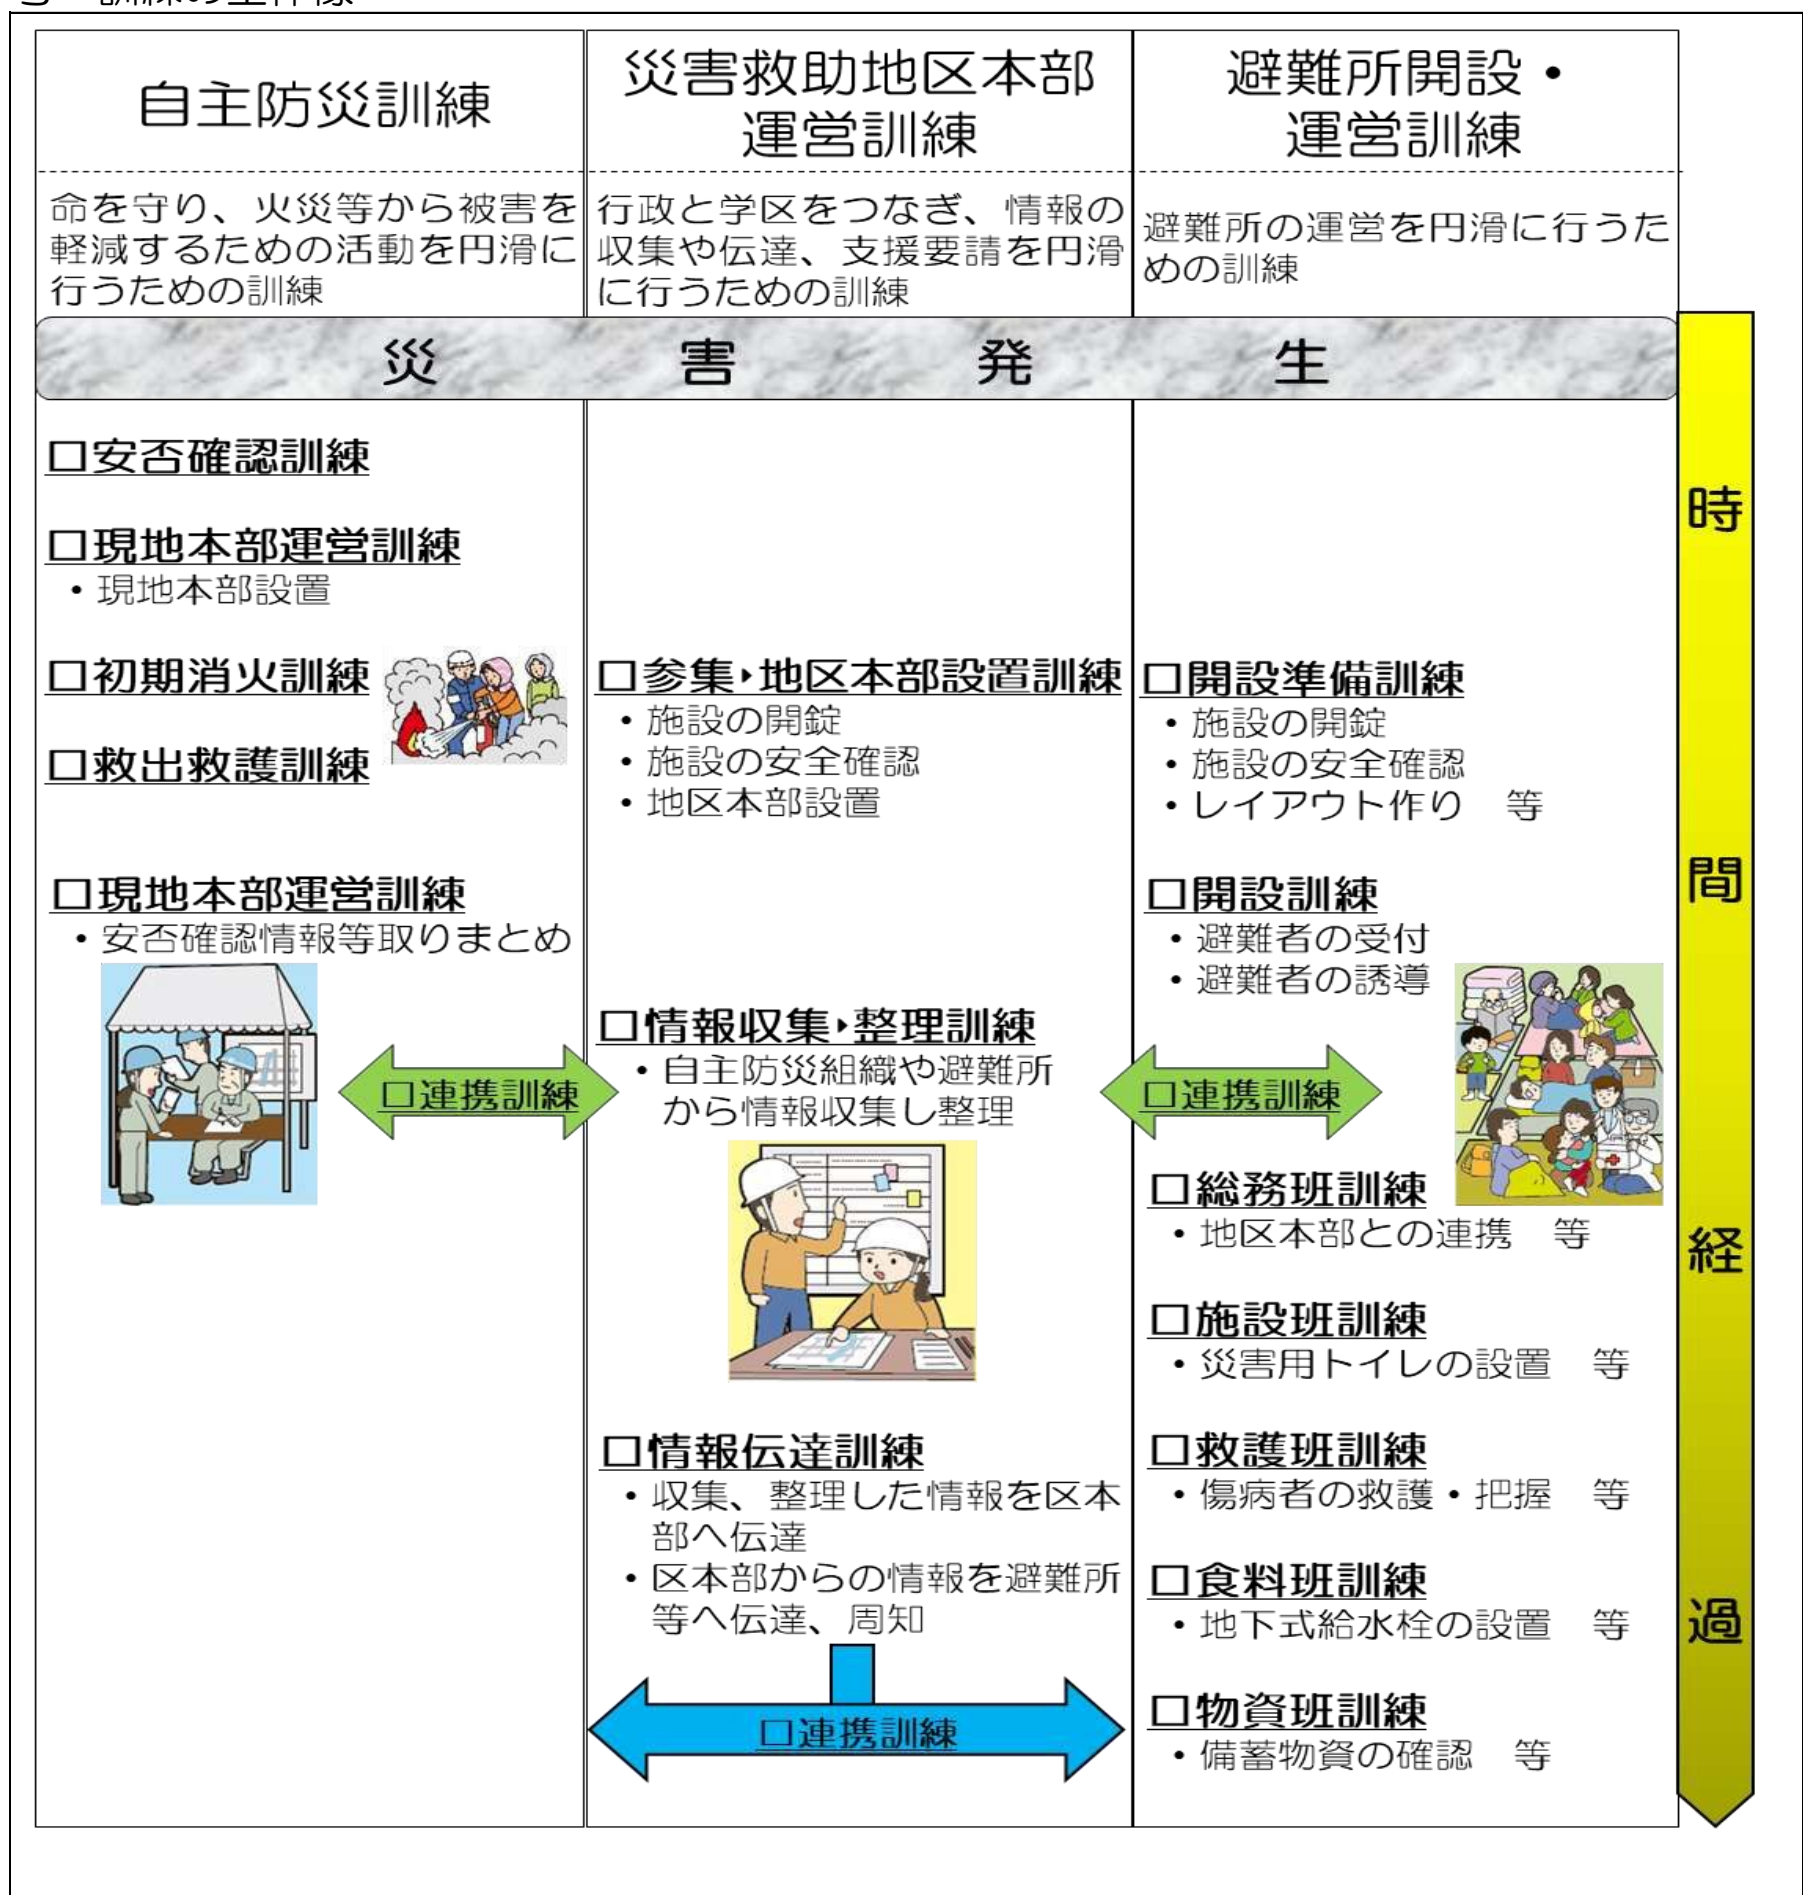 自主防災訓練
命を守り、火災等から被害を
軽減するための活動を円滑に
行うための訓練
災害救助地区本部
運営訓練
行政と学区をつなぎ、情報の
収集や伝達、支援要請を円滑
に行うための訓練
避難所開設・
運営訓練
避難所の運営を円滑に行うた
めの訓練
災害発生
□安否確認訓練
□現地本部運営訓練
・現地本部設置
□初期消火訓練
□救出救護訓練
□現地本部運営訓練
・安否確認情報等取りまとめ
□連携訓練
□参集・地区本部設置訓練
・施設の開錠
・施設の安全確認
・地区本部設置
□情報収集・整理訓練
・自主防災組織や避難所
から情報収集し整理
□情報伝達訓練
・収集、整理した情報を区本
部へ伝達
・区本部からの情報を避難所
等へ伝達、周知
□連携訓練
□連携訓練
□開設準備訓練
・施設の開錠
・施設の安全確認
・レイアウト作り　等
□開設訓練
・避難者の受付
・避難者の誘導
□総務班訓練
・地区本部との連携　等
□施設班訓練
・災害用トイレの設置　等
□救護班訓練
・傷病者の救護・把握　等
□食料班訓練
・地下式給水栓の設置　等
□物資班訓練
・備蓄物資の確認　等
時間経過